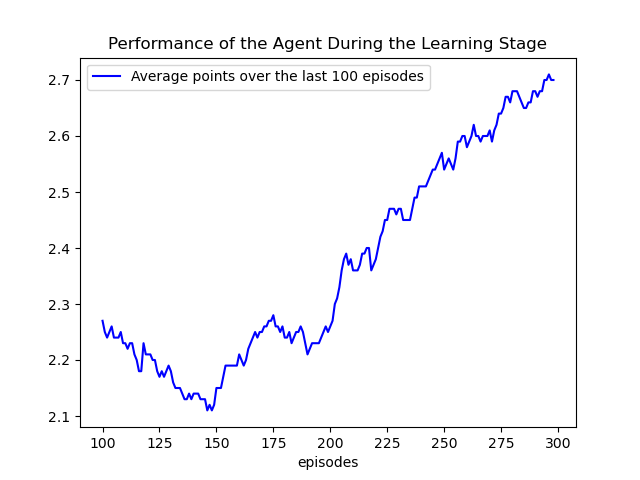 Performance of the Agent During the Learning Stage
Average points over the last 100 episodes
2.7
2.6
2.5
2.4
2.3
2.2
2.1
100 125 150 175 200 225 250 275 300
episodes